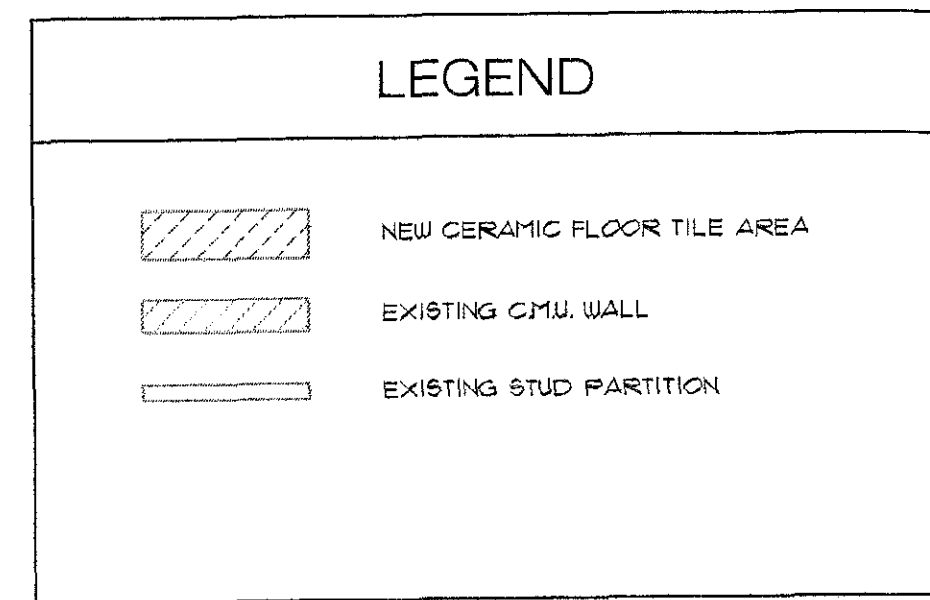 LEGEND
NEW CERAMIC FLOOR TILE AREA
EXISTING C.M.U. WALL
EXISTING STUD PARTITION